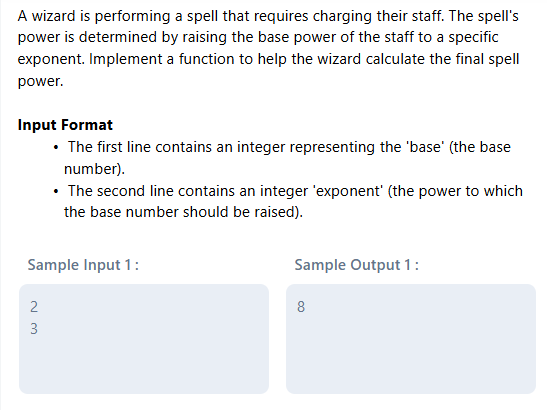 A wizard is performing a spell that requires charging their staff. The spell's
power is determined by raising the base power of the staff to a specific
exponent. Implement a function to help the wizard calculate the final spell
power.
Input Format
• The first line contains an integer representing the 'base' (the base
number).
• The second line contains an integer 'exponent' (the power to which
the base number should be raised).
Sample Input 1:
2
3
Sample Output 1:
8